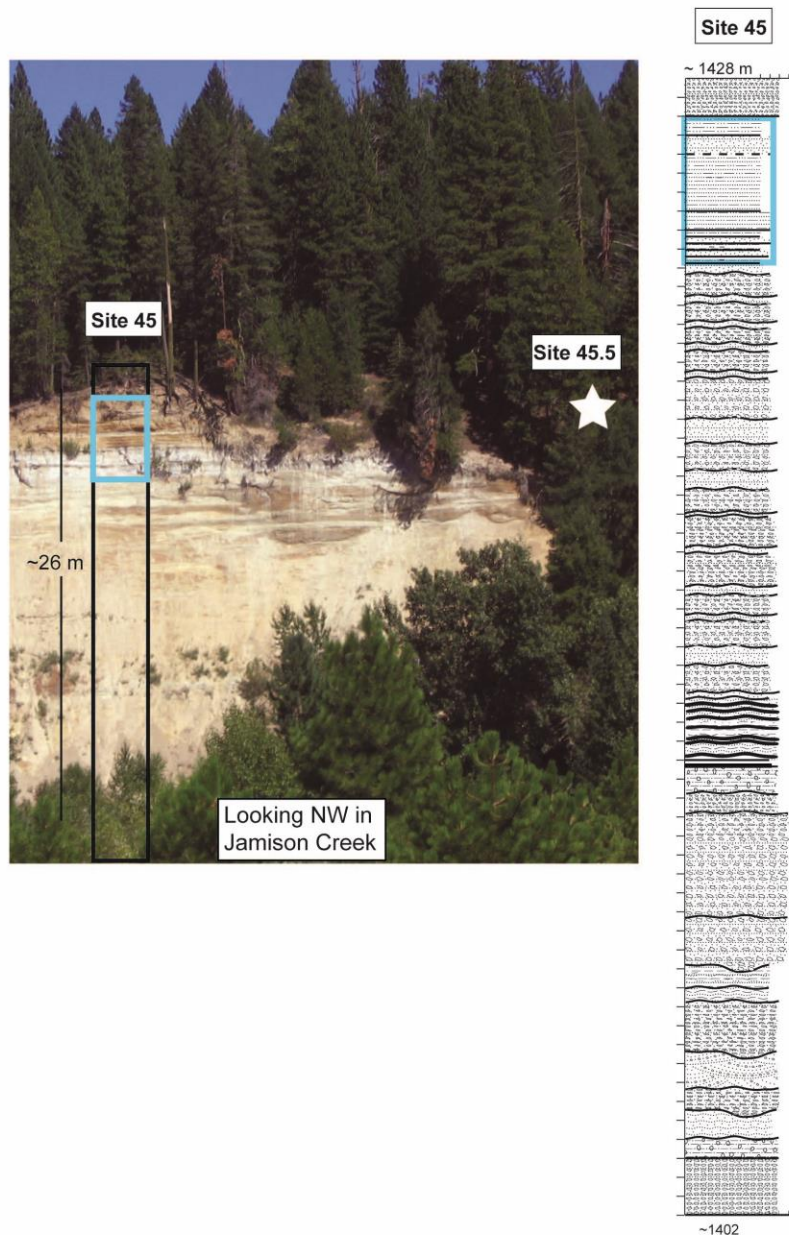 Site 45
~ 1428 m
Site 45
Site 45.5
~26 m
Looking NW in
Jamison Creek
~1402